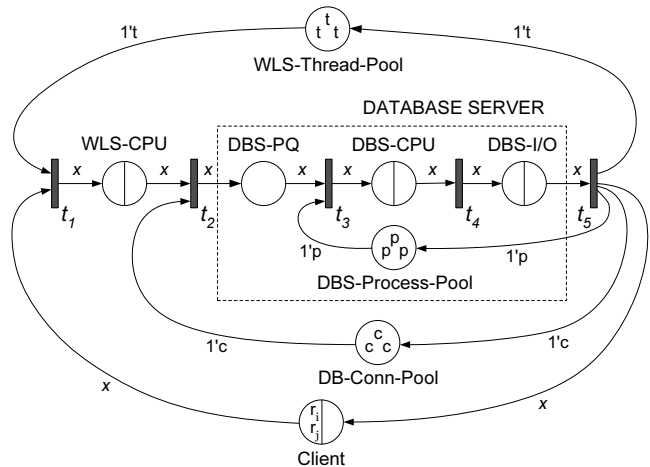 t
t t
1't
1't
WLS-Thread-Pool
DATABASE SERVER
WLS-CPU
DBS-PQ
DBS-CPU
DBS-I/O
x
x
x
x
x
x
x
x
t1
t2
t3
t4
t5
1'p
p
p p
1'p
DBS-Process-Pool
1'c
c
c c
1'c
DB-Conn-Pool
x
x
ri
rj
Client